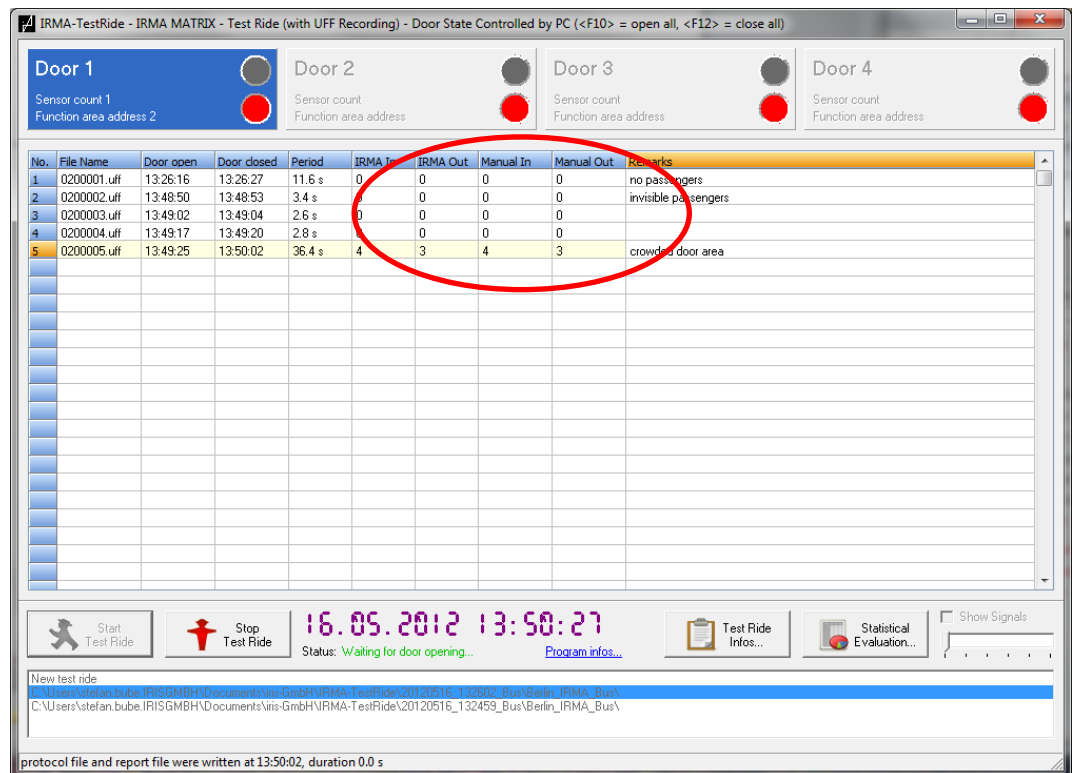 IRMA-TestRide - IRMA MATRIX - Test Ride (with UFF Recording) - Door State Controlled by PC (<F10> = open all, <F12> = close all)
Door 1
Sensor count 1
Function area address 2
Door 2
Sensor count
Function area address
Door 3
Sensor count
Function area address
Door 4
Sensor count
Function area address
No. File Name Door open Door closed Period IRMA In IRMA Out Manual In Manual Out Remarks
1 0200001.uff 13:26:16 13:26:27 11.6 s 0 0 0 0 no passengers
2 0200002.uff 13:48:50 13:48:53 3.4 s 0 0 0 0 invisible passengers
3 0200003.uff 13:49:02 13:49:04 2.6 s 0 0 0 0
4 0200004.uff 13:49:17 13:49:20 2.8 s 0 0 0 0
5 0200005.uff 13:49:25 13:50:02 36.4 s 4 3 4 3 crowded door area
Start Test Ride
Stop Test Ride
16.05.2012 13:50:27
Status: Waiting for door opening... Program infos...
Test Ride Infos...
Statistical Evaluation...
Show Signals
New test ride
C:\Users\stefan.bube.IRISGMBH\Documents\iris-GmbH\IRMA-TestRide\20120516_132602_Bus\Berlin_IRMA_Bus\
C:\Users\stefan.bube.IRISGMBH\Documents\iris-GmbH\IRMA-TestRide\20120516_132459_Bus\Berlin_IRMA_Bus\
protocol file and report file were written at 13:50:02, duration 0.0 s